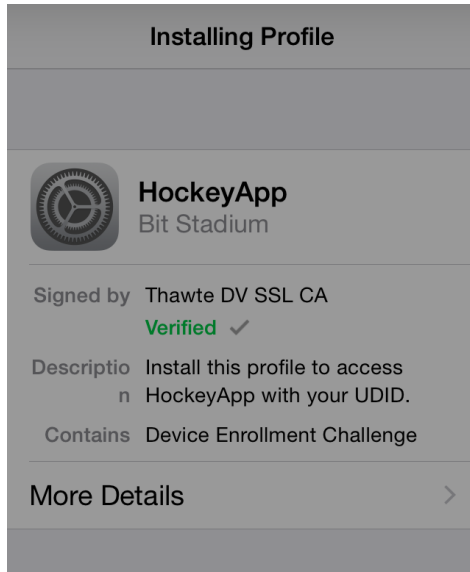 Installing Profile
HockeyApp
Bit Stadium
Signed by Thawte DV SSL CA
Verified ✓
Descriptio Install this profile to access
n HockeyApp with your UDID.
Contains Device Enrollment Challenge
More Details